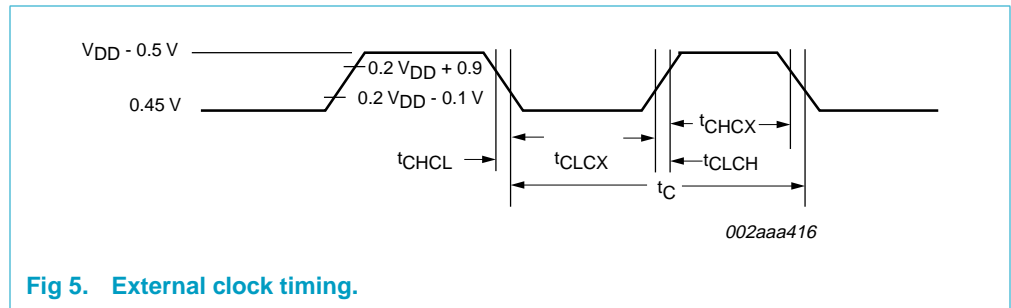 VDD - 0.5 V
0.2 VDD + 0.9
0.2 VDD - 0.1 V
0.45 V
tCHCX
tCHCL
tCLCX
tCLCH
tC
002aaa416
Fig 5. External clock timing.